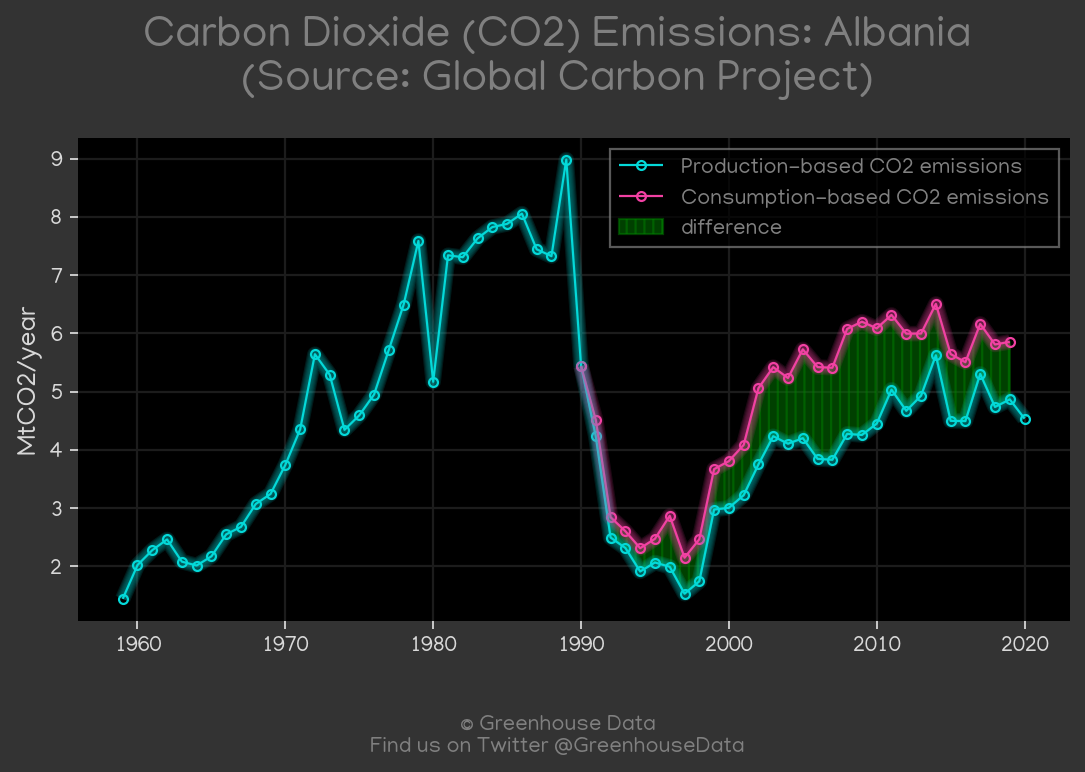 Carbon Dioxide (CO2) Emissions: Albania
(Source: Global Carbon Project)
Production-based CO2 emissions
Consumption-based CO2 emissions
difference
MtCO2/year
9
8
7
6
5
4
3
2
1960 1970 1980 1990 2000 2010 2020
© Greenhouse Data
Find us on Twitter @GreenhouseData